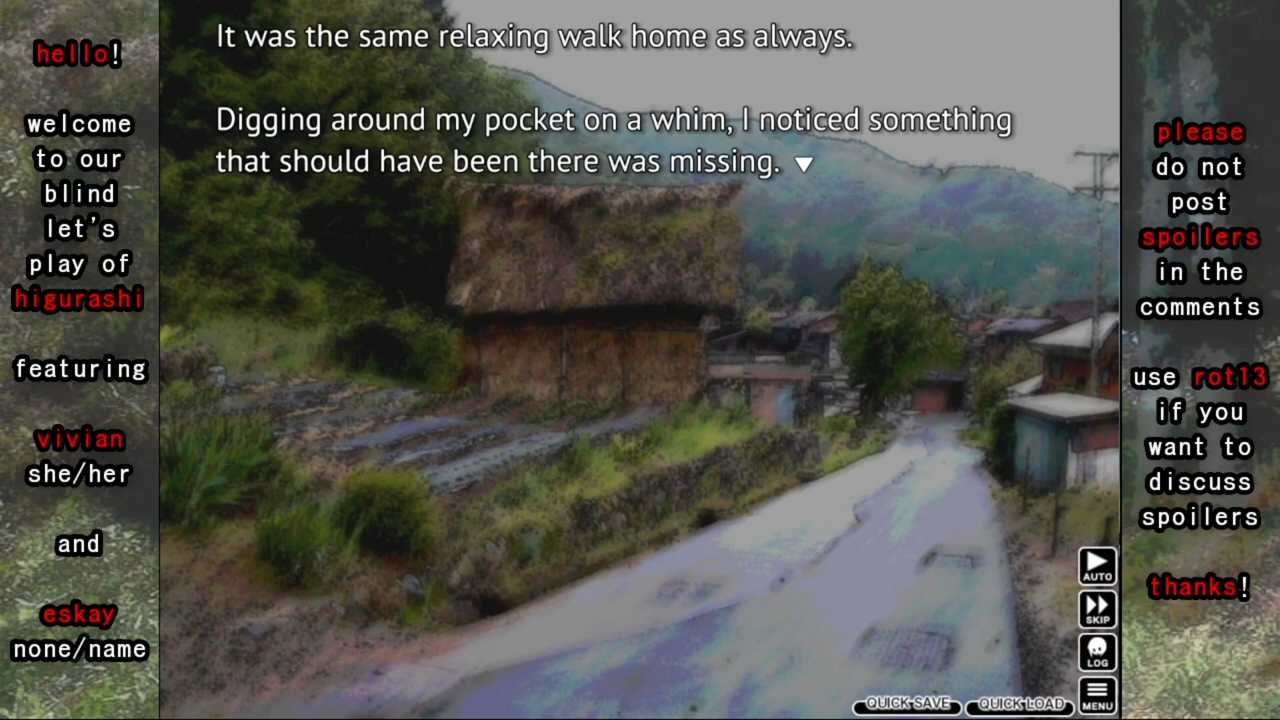 hello!
welcome
to our
blind
let's
play of
higurashi
featuring
vivian
she/her
and
eskay
none/name
It was the same relaxing walk home as always.
Digging around my pocket on a whim, I noticed something
that should have been there was missing.
AUTO
SKIP
LOG
MENU
QUICK SAVE QUICK LOAD
please
do not
post
spoilers
in the
comments
use rot13
if you
want to
discuss
spoilers
thanks!